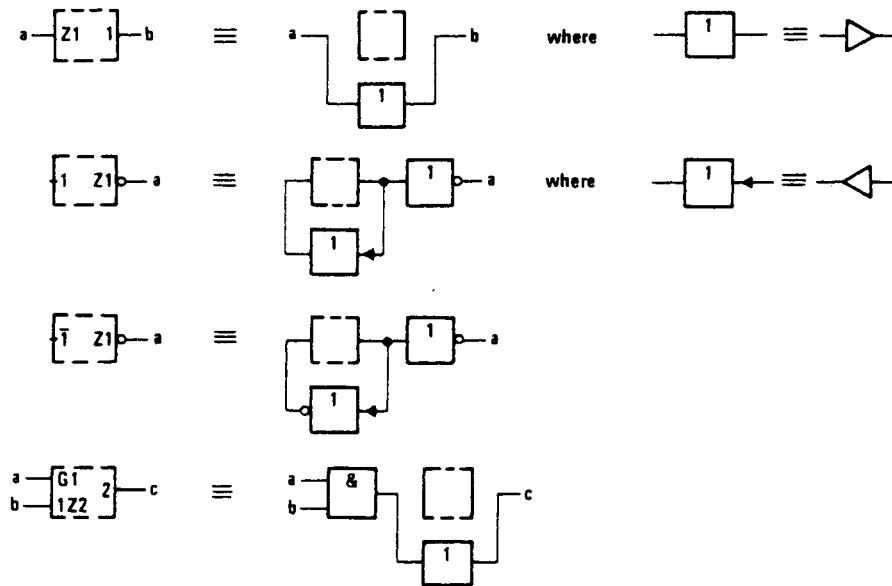 a Z1 1 b ≡ a b where 1 ≡
1
1 Z1 a ≡ 1 a where 1 ≡
1
1̅ Z1 a ≡ 1 a
1
a G1 2 c ≡ a & c
b 1Z2 b
1